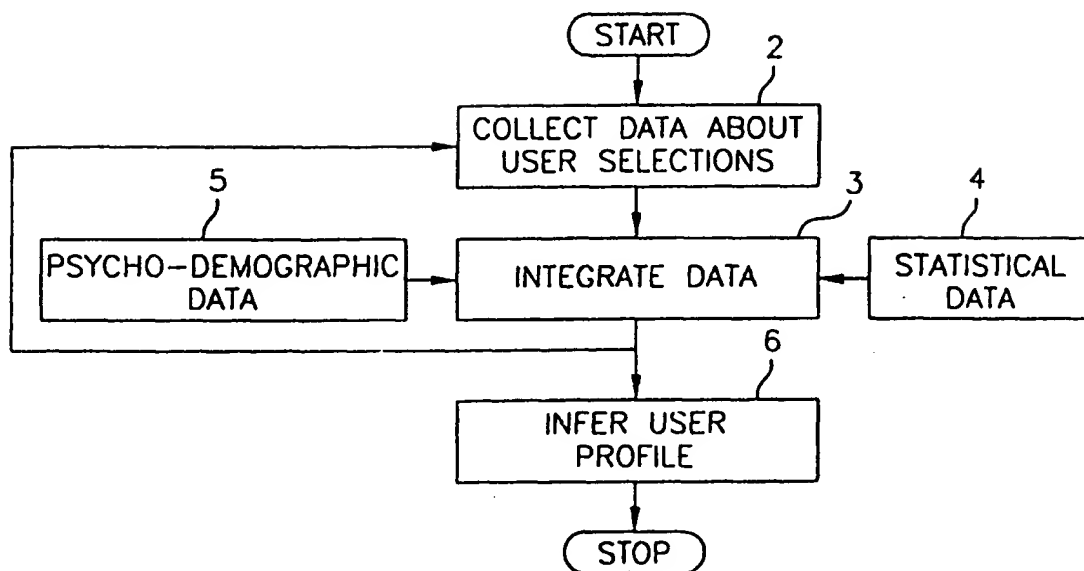 START
2
COLLECT DATA ABOUT
USER SELECTIONS
5
3
4
PSYCHO-DEMOGRAPHIC
DATA
INTEGRATE DATA
STATISTICAL
DATA
6
INFER USER
PROFILE
STOP